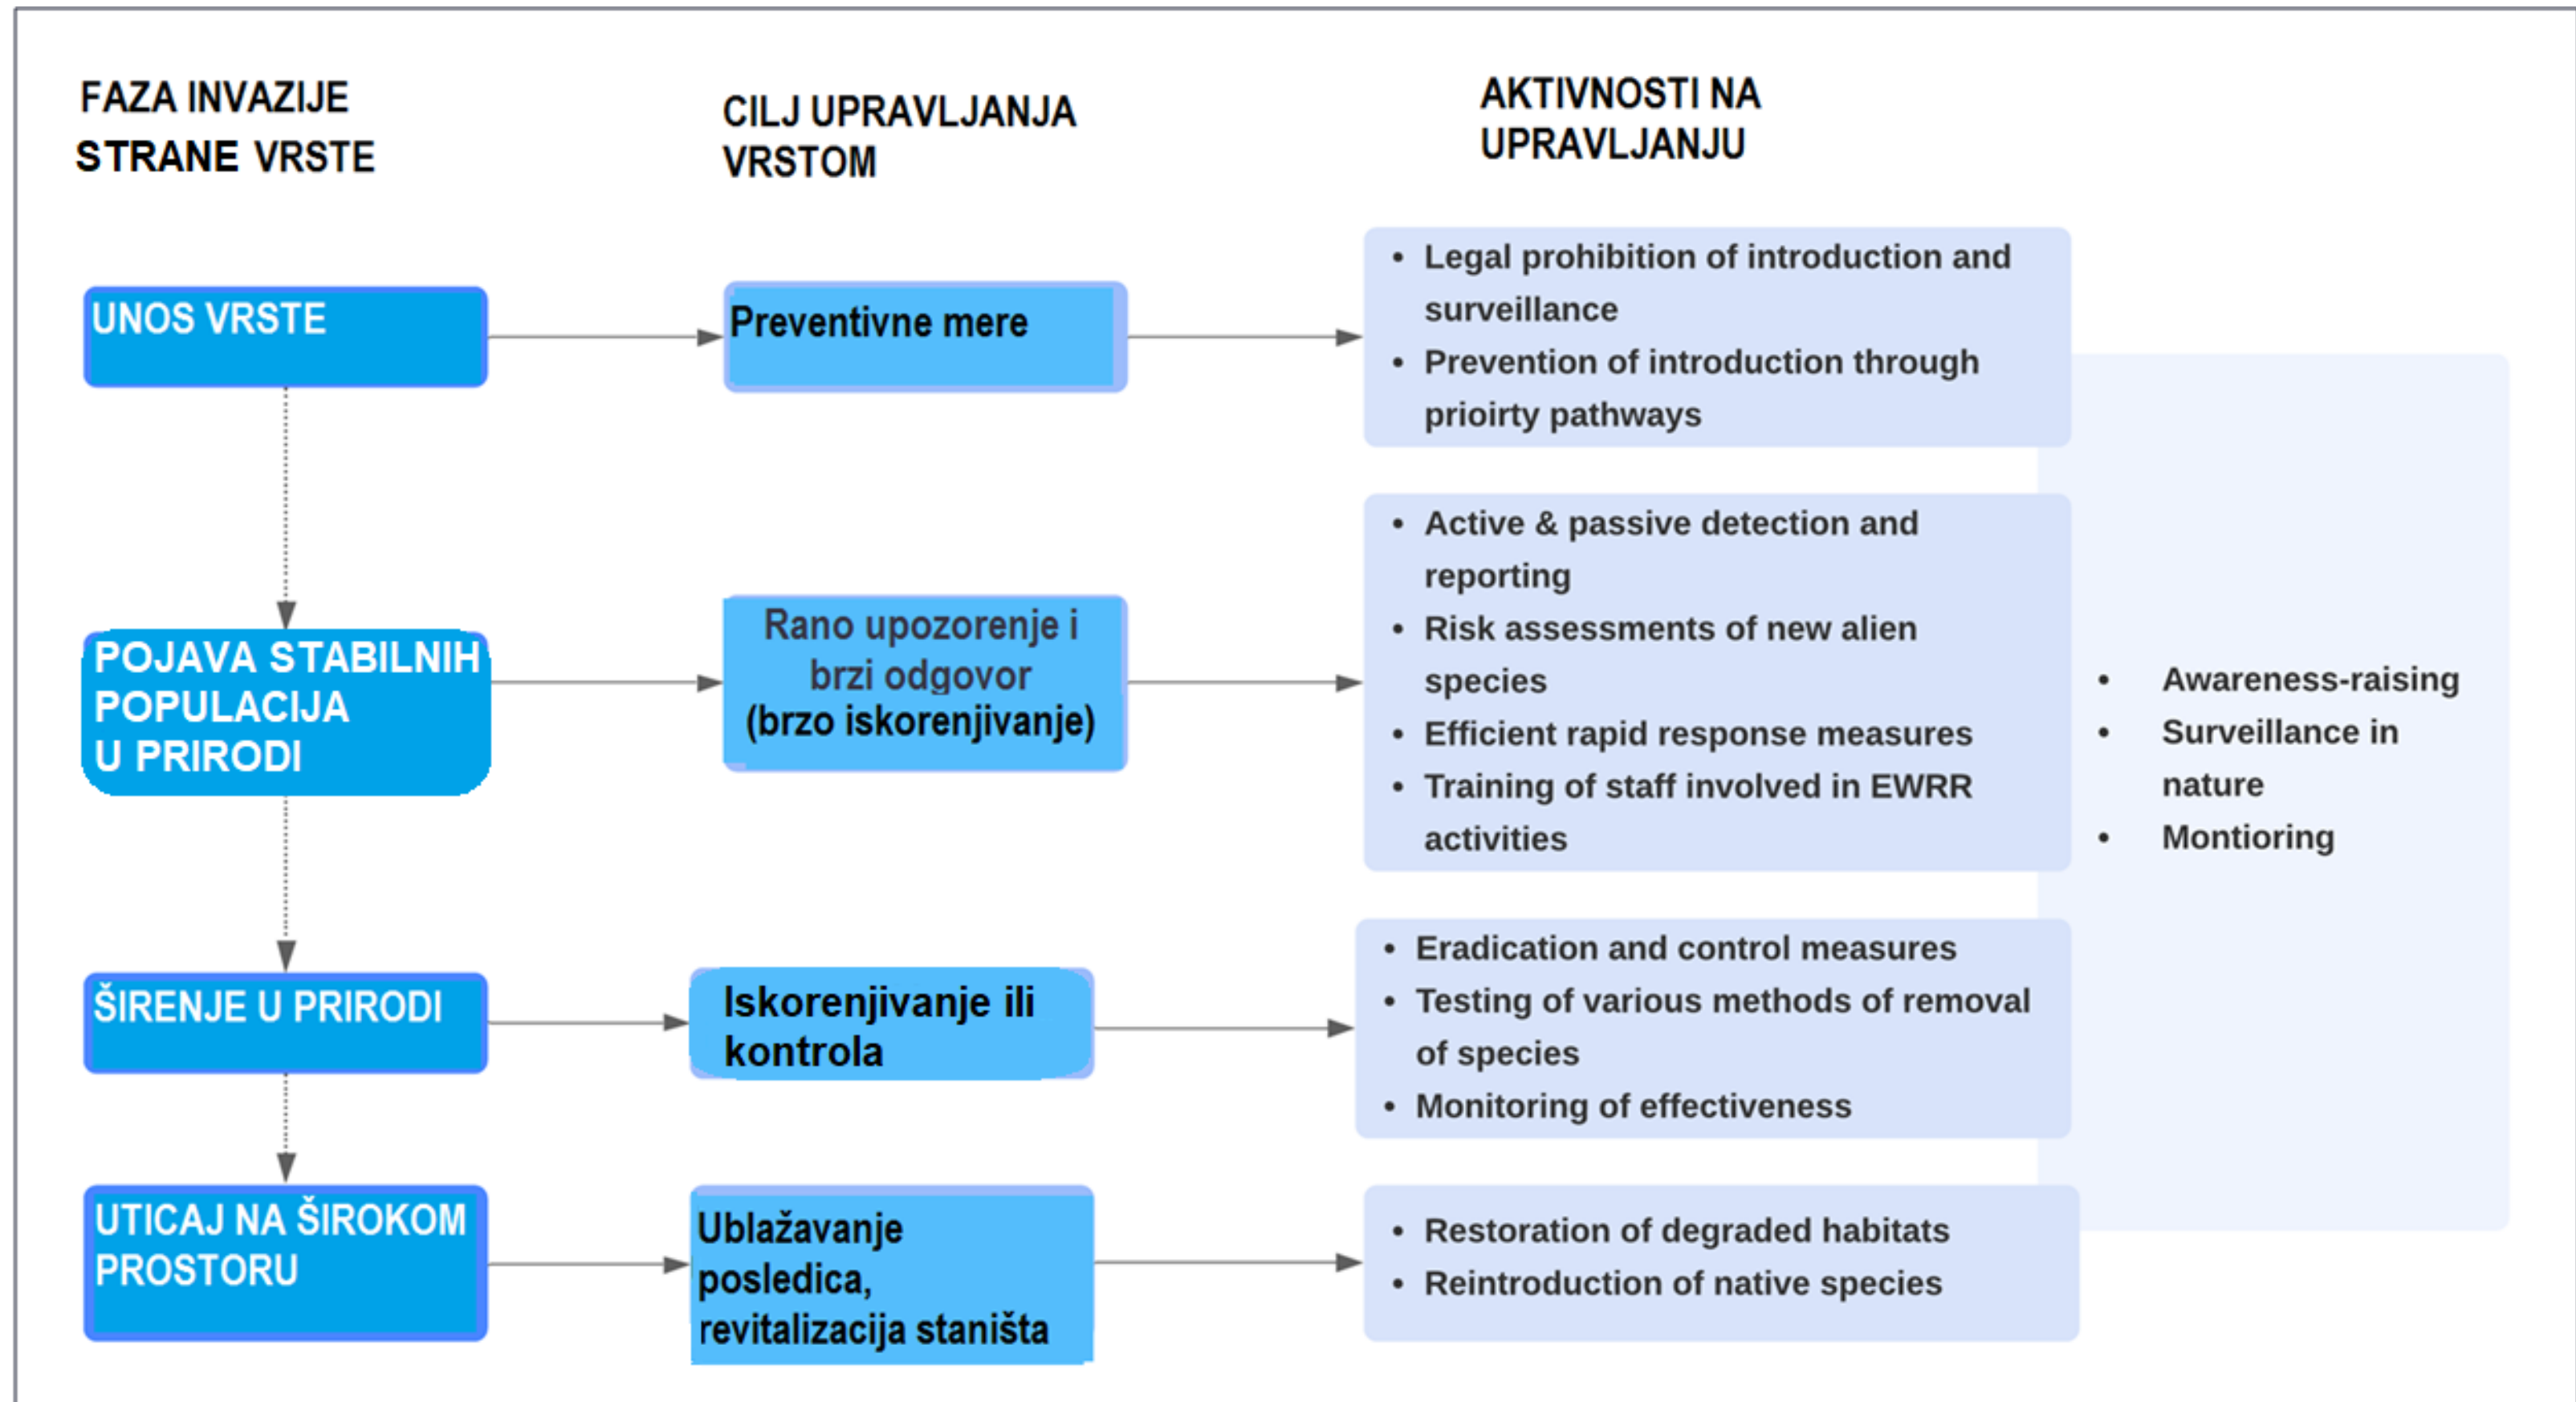 FAZA INVAZIJE
STRANE VRSTE
CILJ UPRAVLJANJA
VRSTOM
AKTIVNOSTI NA
UPRAVLJANJU
UNOS VRSTE
Preventivne mere
• Legal prohibition of introduction and
surveillance
• Prevention of introduction through
prioirty pathways
POJAVA STABILNIH
POPULACIJA
U PRIRODI
Rano upozorenje i
brzi odgovor
(brzo iskorenjivanje)
• Active & passive detection and
reporting
• Risk assessments of new alien
species
• Efficient rapid response measures
• Training of staff involved in EWRR
activities
• Awareness-raising
• Surveillance in
nature
• Montioring
ŠIRENJE U PRIRODI
Iskorenjivanje ili
kontrola
• Eradication and control measures
• Testing of various methods of removal
of species
• Monitoring of effectiveness
UTICAJ NA ŠIROKOM
PROSTORU
Ublažavanje
posledica,
revitalizacija staništa
• Restoration of degraded habitats
• Reintroduction of native species